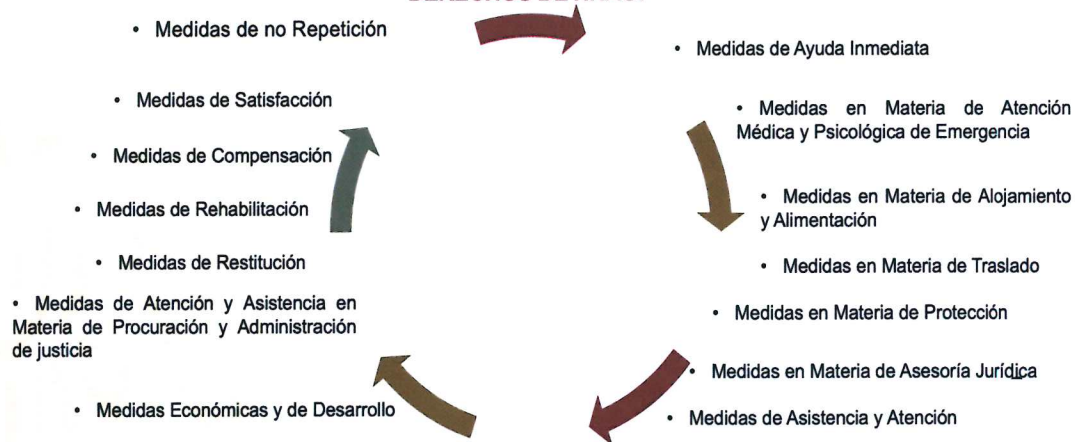 • Medidas de no Repetición
• Medidas de Ayuda Inmediata
• Medidas en Materia de Atención
Médica y Psicológica de Emergencia
• Medidas en Materia de Alojamiento
y Alimentación
• Medidas en Materia de Traslado
• Medidas en Materia de Protección
• Medidas en Materia de Asesoría Jurídica
• Medidas de Asistencia y Atención
• Medidas Económicas y de Desarrollo
• Medidas de Atención y Asistencia en
Materia de Procuración y Administración
de justicia
• Medidas de Restitución
• Medidas de Rehabilitación
• Medidas de Compensación
• Medidas de Satisfacción